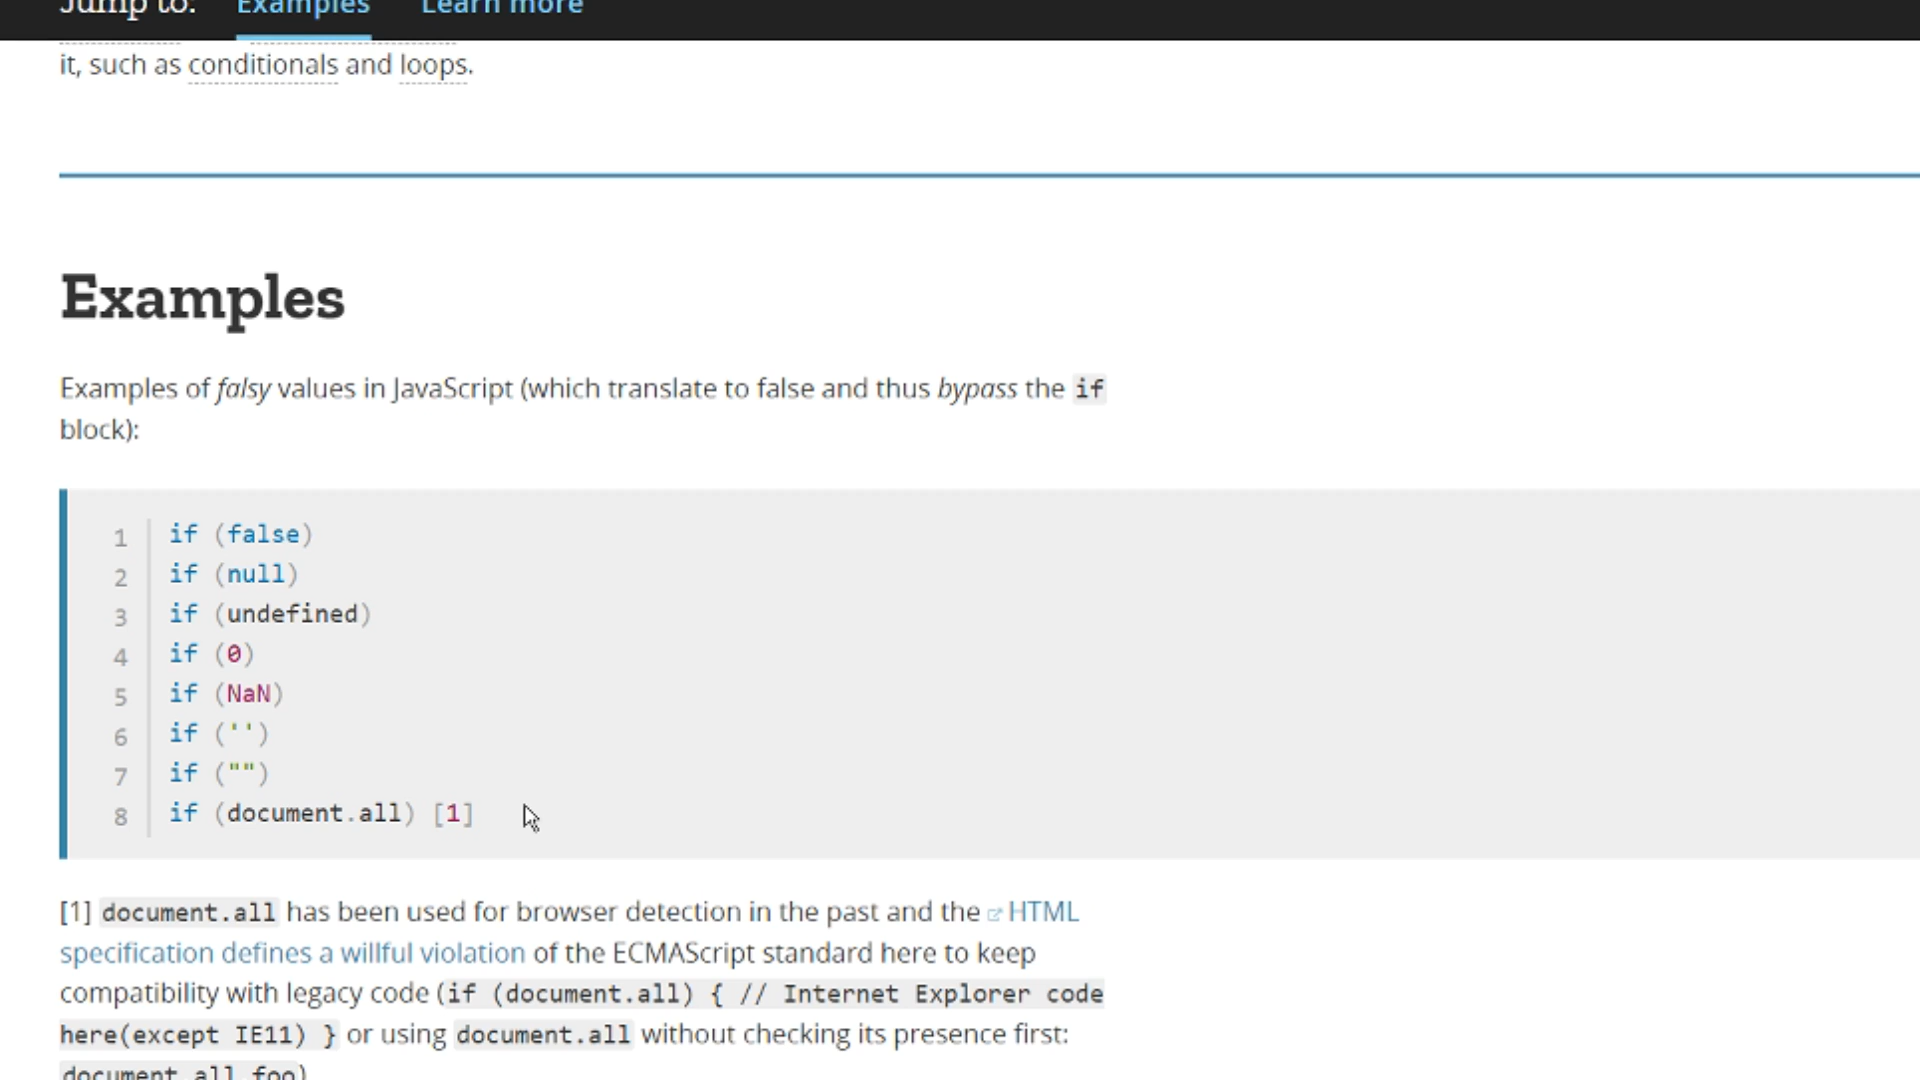 Jump to: Examples Learn more
it, such as conditionals and loops.
Examples
Examples of falsy values in JavaScript (which translate to false and thus bypass the if
block):
1 if (false)
2 if (null)
3 if (undefined)
4 if (0)
5 if (NaN)
6 if ('')
7 if ("")
8 if (document.all) [1]
[1] document.all has been used for browser detection in the past and the HTML
specification defines a willful violation of the ECMAScript standard here to keep
compatibility with legacy code (if (document.all) { // Internet Explorer code
here(except IE11) } or using document.all without checking its presence first:
document.all.foo)